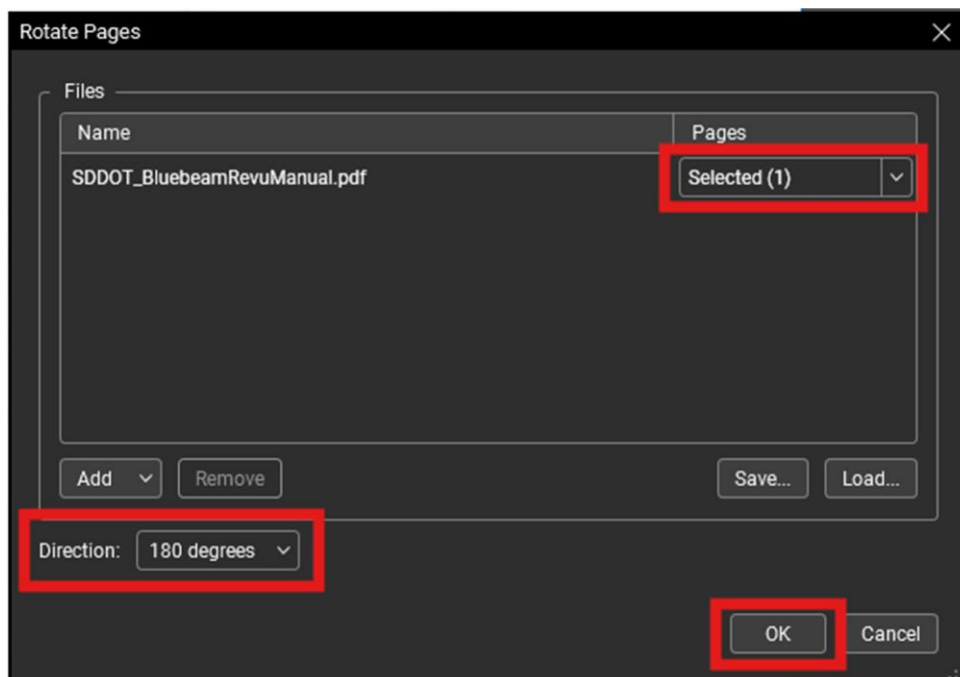 Rotate Pages
Files
Name Pages
SDDOT_BluebeamRevuManual.pdf Selected (1)
Add Remove Save... Load...
Direction: 180 degrees
OK Cancel